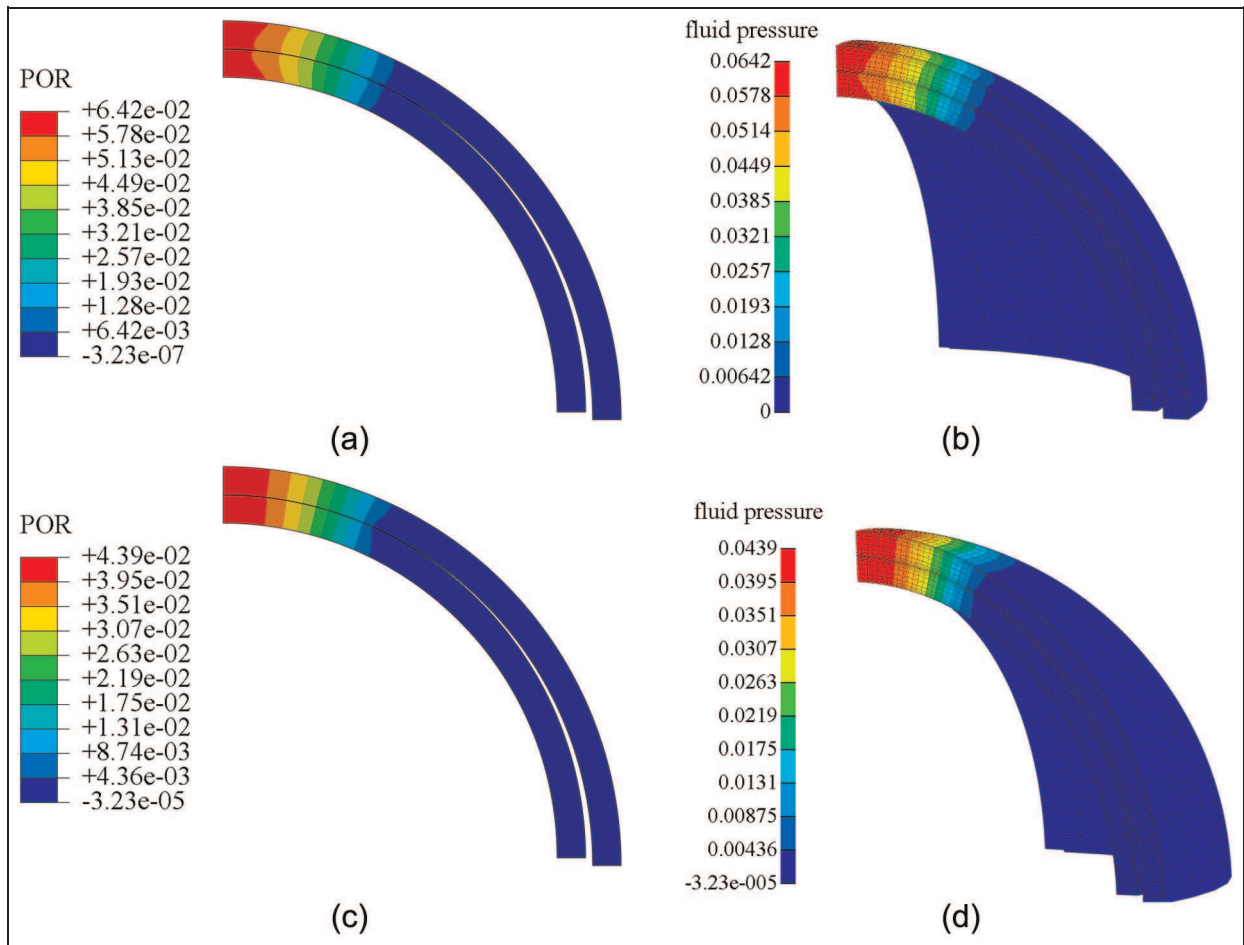 POR
+6.42e-02
+5.78e-02
+5.13e-02
+4.49e-02
+3.85e-02
+3.21e-02
+2.57e-02
+1.93e-02
+1.28e-02
+6.42e-03
-3.23e-07
(a)
fluid pressure
0.0642
0.0578
0.0514
0.0449
0.0385
0.0321
0.0257
0.0193
0.0128
0.00642
0
(b)
POR
+4.39e-02
+3.95e-02
+3.51e-02
+3.07e-02
+2.63e-02
+2.19e-02
+1.75e-02
+1.31e-02
+8.74e-03
+4.36e-03
-3.23e-05
(c)
fluid pressure
0.0439
0.0395
0.0351
0.0307
0.0263
0.0219
0.0175
0.0131
0.00875
0.00436
-3.23e-005
(d)